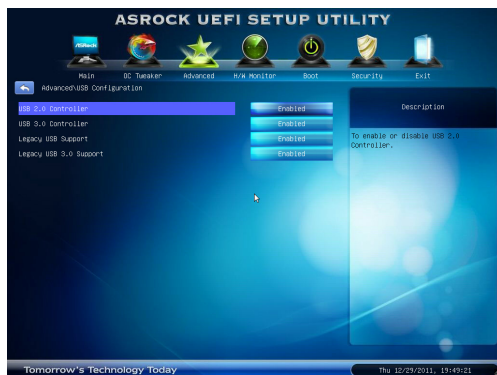 ASROCK UEFI SETUP UTILITY
ASRock
Main OC Tweaker Advanced H/W Monitor Boot Security Exit
Advanced\USB Configuration
USB 2.0 Controller Enabled
USB 3.0 Controller Enabled
Legacy USB Support Enabled
Legacy USB 3.0 Support Enabled
Description
To enable or disable USB 2.0
Controller.
Tomorrow's Technology Today
Thu 12/29/2011, 19:49:21